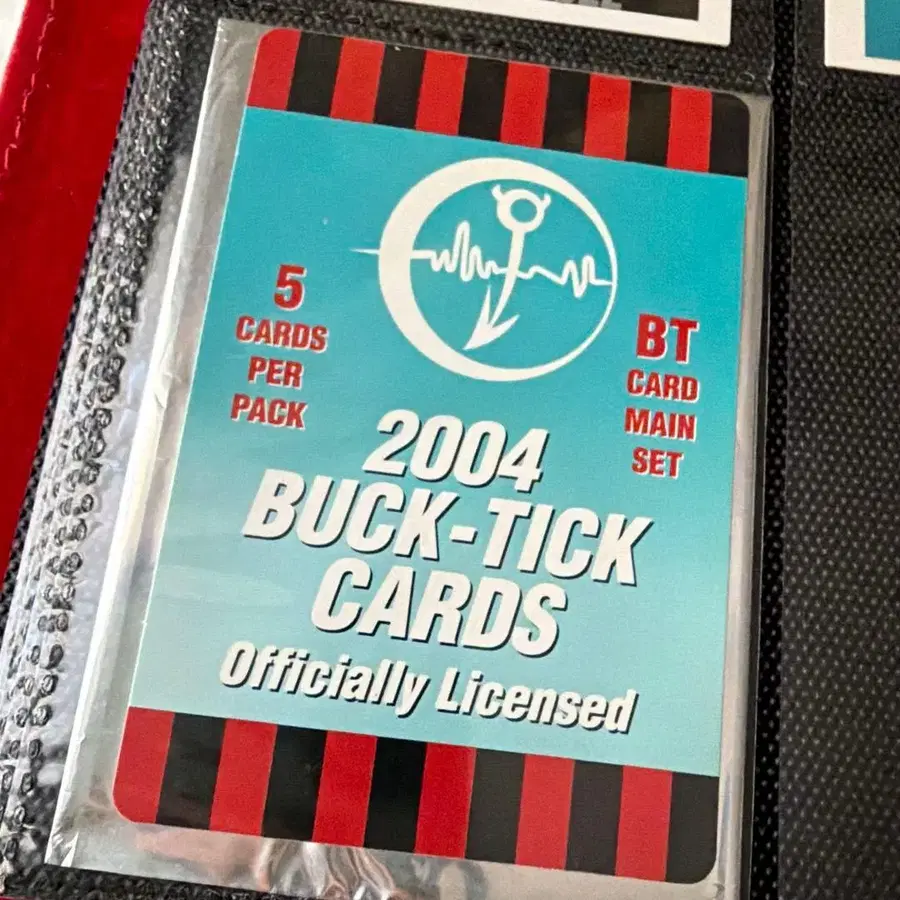 5
CARDS
PER
PACK
BT
CARD
MAIN
SET
2004
BUCK-TICK
CARDS
Officially Licensed